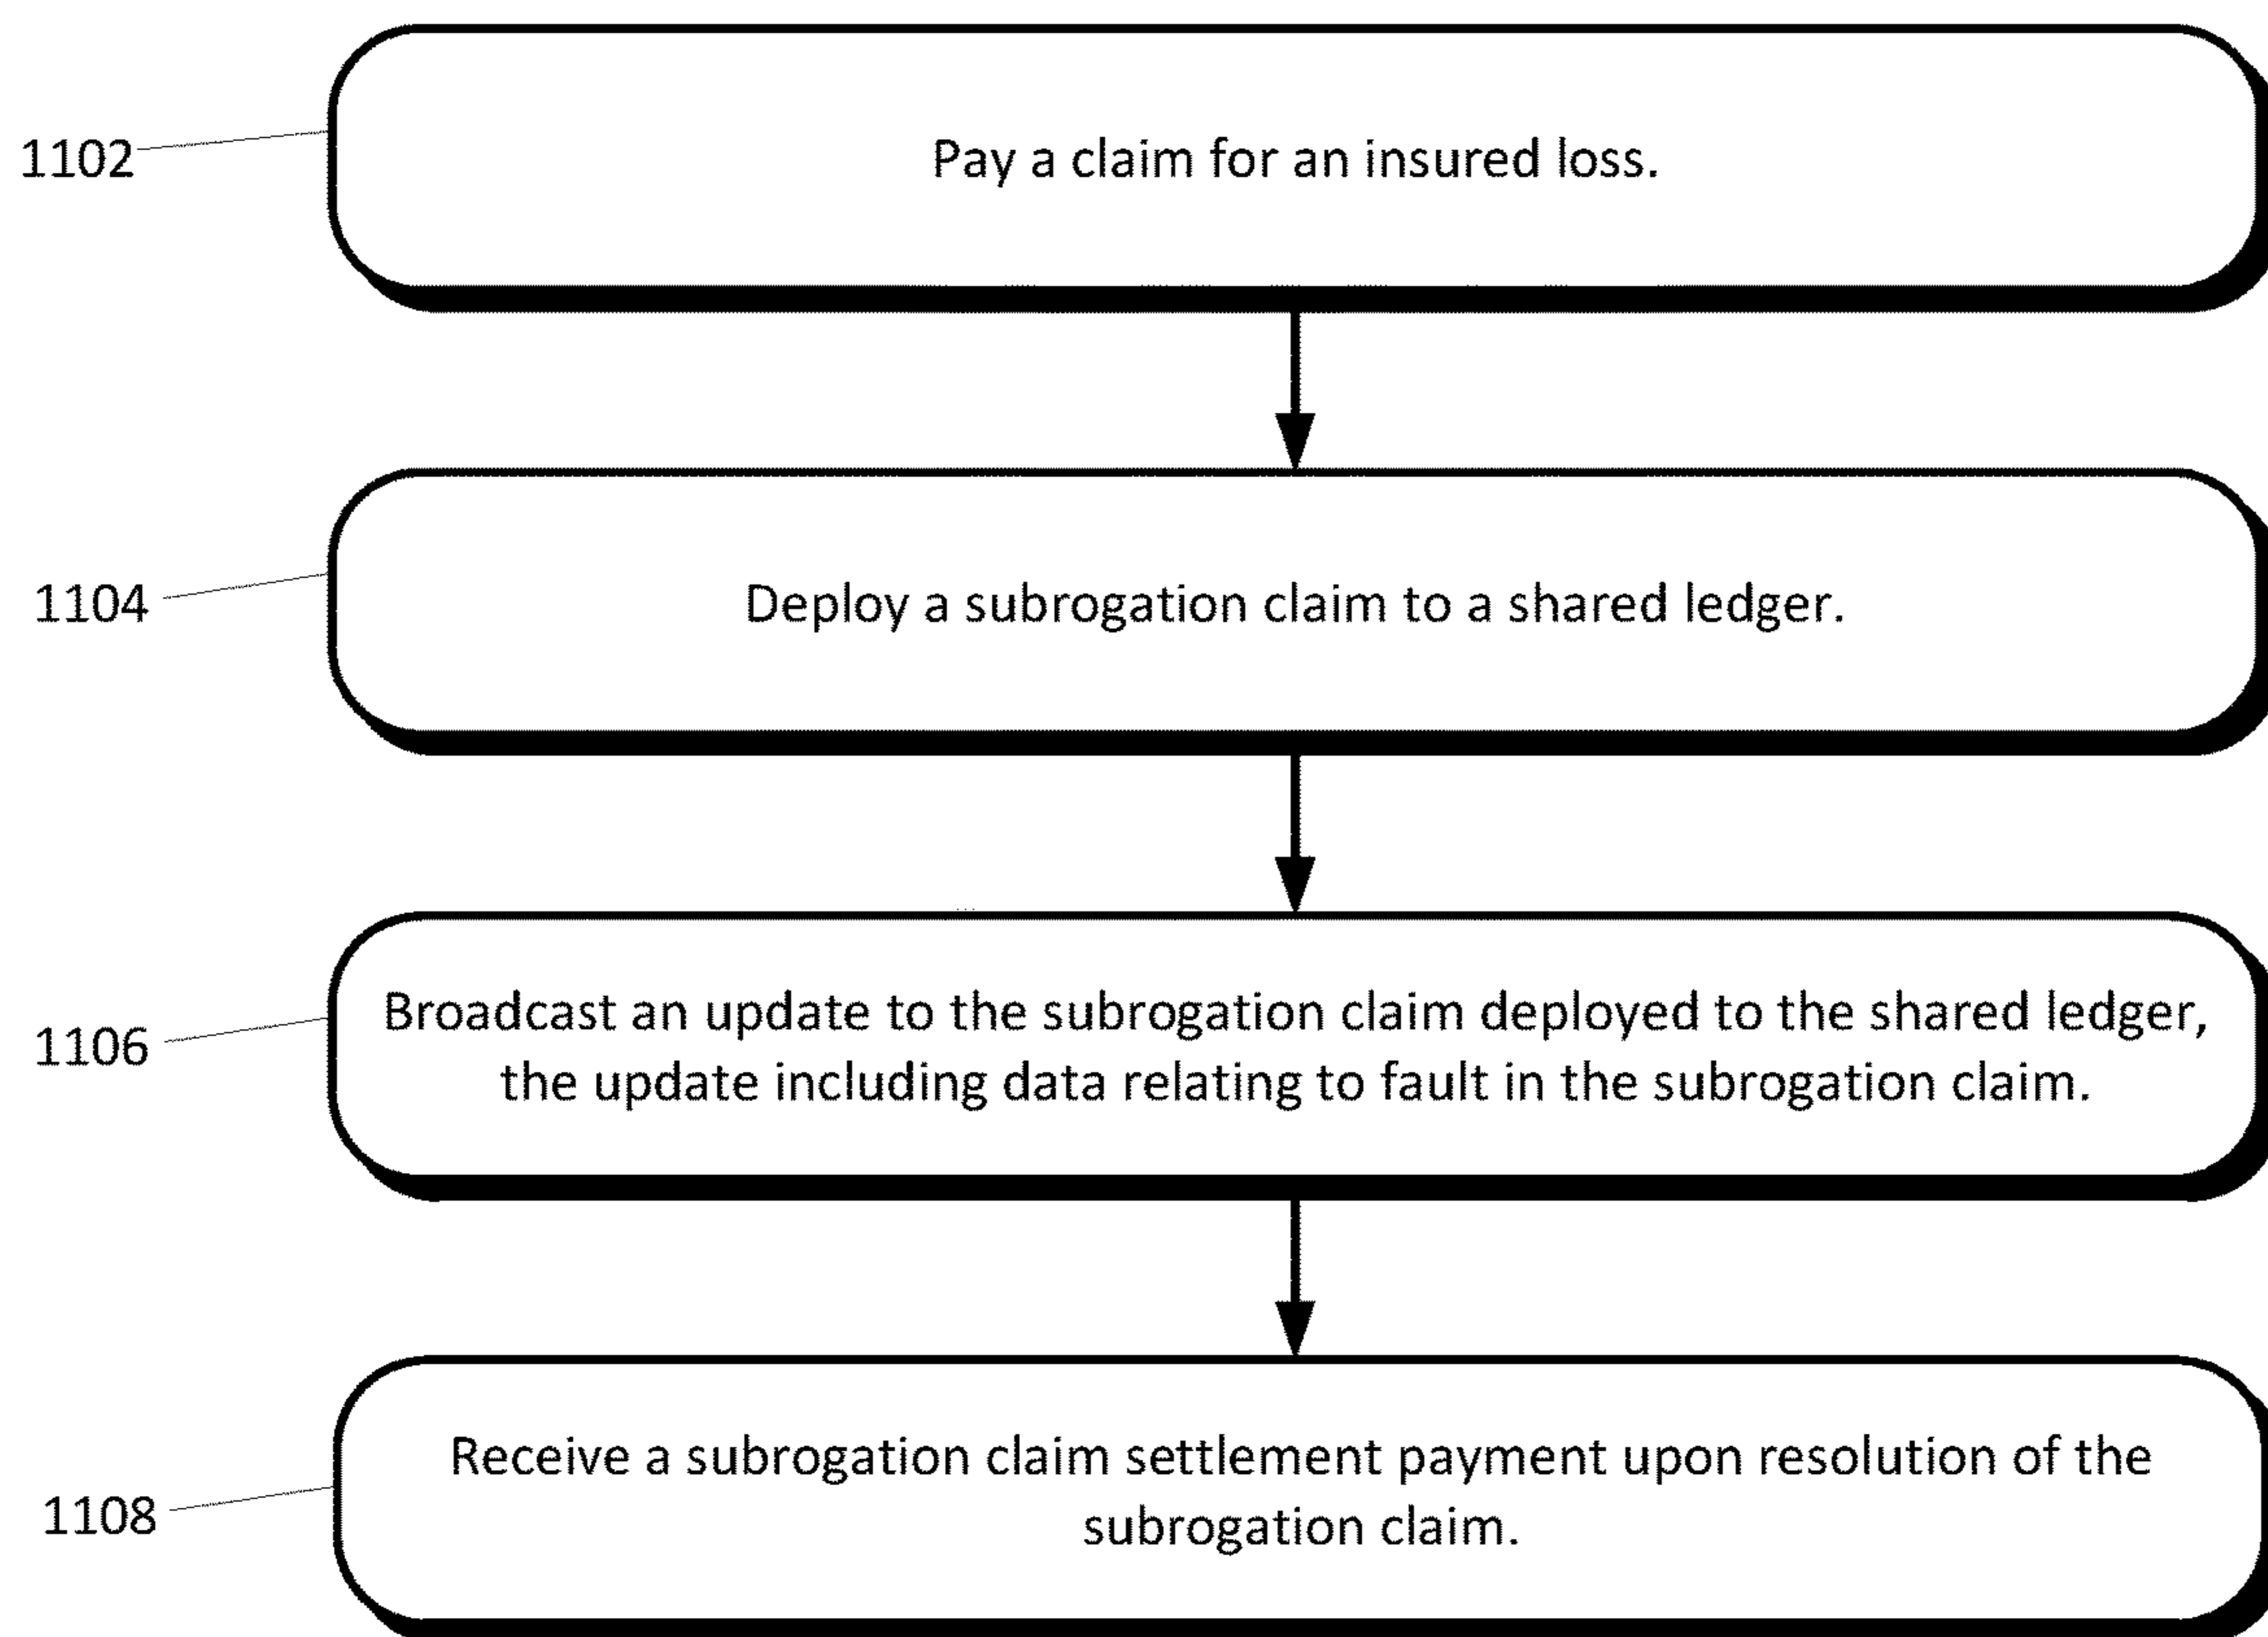 1102
Pay a claim for an insured loss.
1104
Deploy a subrogation claim to a shared ledger.
1106
Broadcast an update to the subrogation claim deployed to the shared ledger,
the update including data relating to fault in the subrogation claim.
1108
Receive a subrogation claim settlement payment upon resolution of the
subrogation claim.